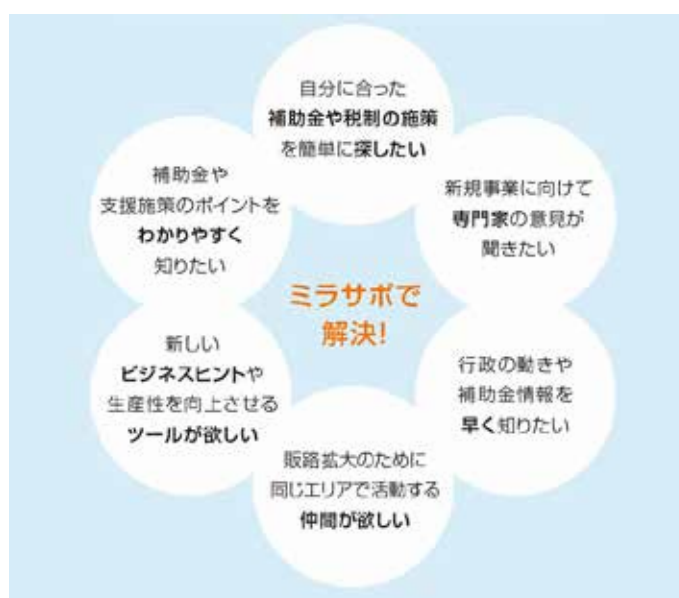 自分に合った
補助金や税制の施策
を簡単に探したい
新規事業に向けて
専門家の意見が
聞きたい
行政の動きや
補助金情報を
早く知りたい
販路拡大のために
同じエリアで活動する
仲間が欲しい
新しい
ビジネスヒントや
生産性を向上させる
ツールが欲しい
補助金や
支援施策のポイントを
わかりやすく
知りたい
ミラサポで
解決!